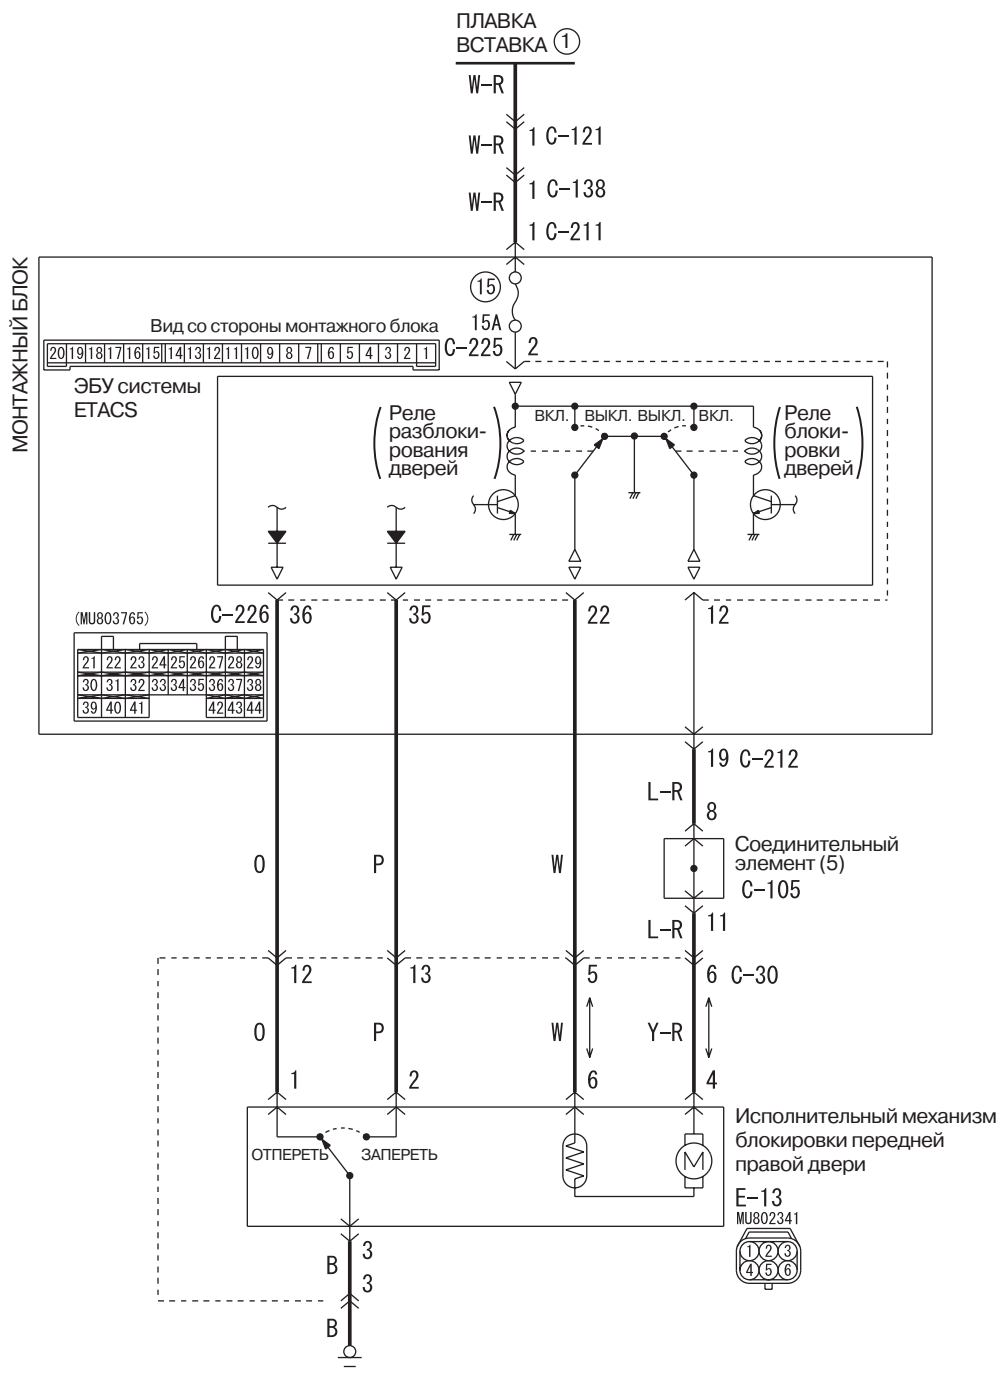 ПЛАВКА
ВСТАВКА 1
W-R
1 C-121
W-R
1 C-138
W-R
1 C-211
МОНТАЖНЫЙ БЛОК
15
15A
Вид со стороны монтажного блока
C-225 2
20 19 18 17 16 15 14 13 12 11 10 9 8 7 6 5 4 3 2 1
ЭБУ системы
ETACS
Реле
разблоки-
рования
дверей
ВКЛ. ВЫКЛ. ВЫКЛ. ВКЛ.
Реле
блоки-
ровки
дверей
C-226 36 35 22 12
(MU803765)
21 22 23 24 25 26 27 28 29
30 31 32 33 34 35 36 37 38
39 40 41 42 43 44
19 C-212
L-R
8
Соединительный
элемент (5)
C-105
O P W
11
L-R
12 13 5 6 C-30
O P W Y-R
1 2 6 4
Исполнительный механизм
блокировки передней
правой двери
ОТПЕРЕТЬ ЗАПЕРЕТЬ
M
E-13
MU802341
1 2 3
4 5 6
3
B
3
B